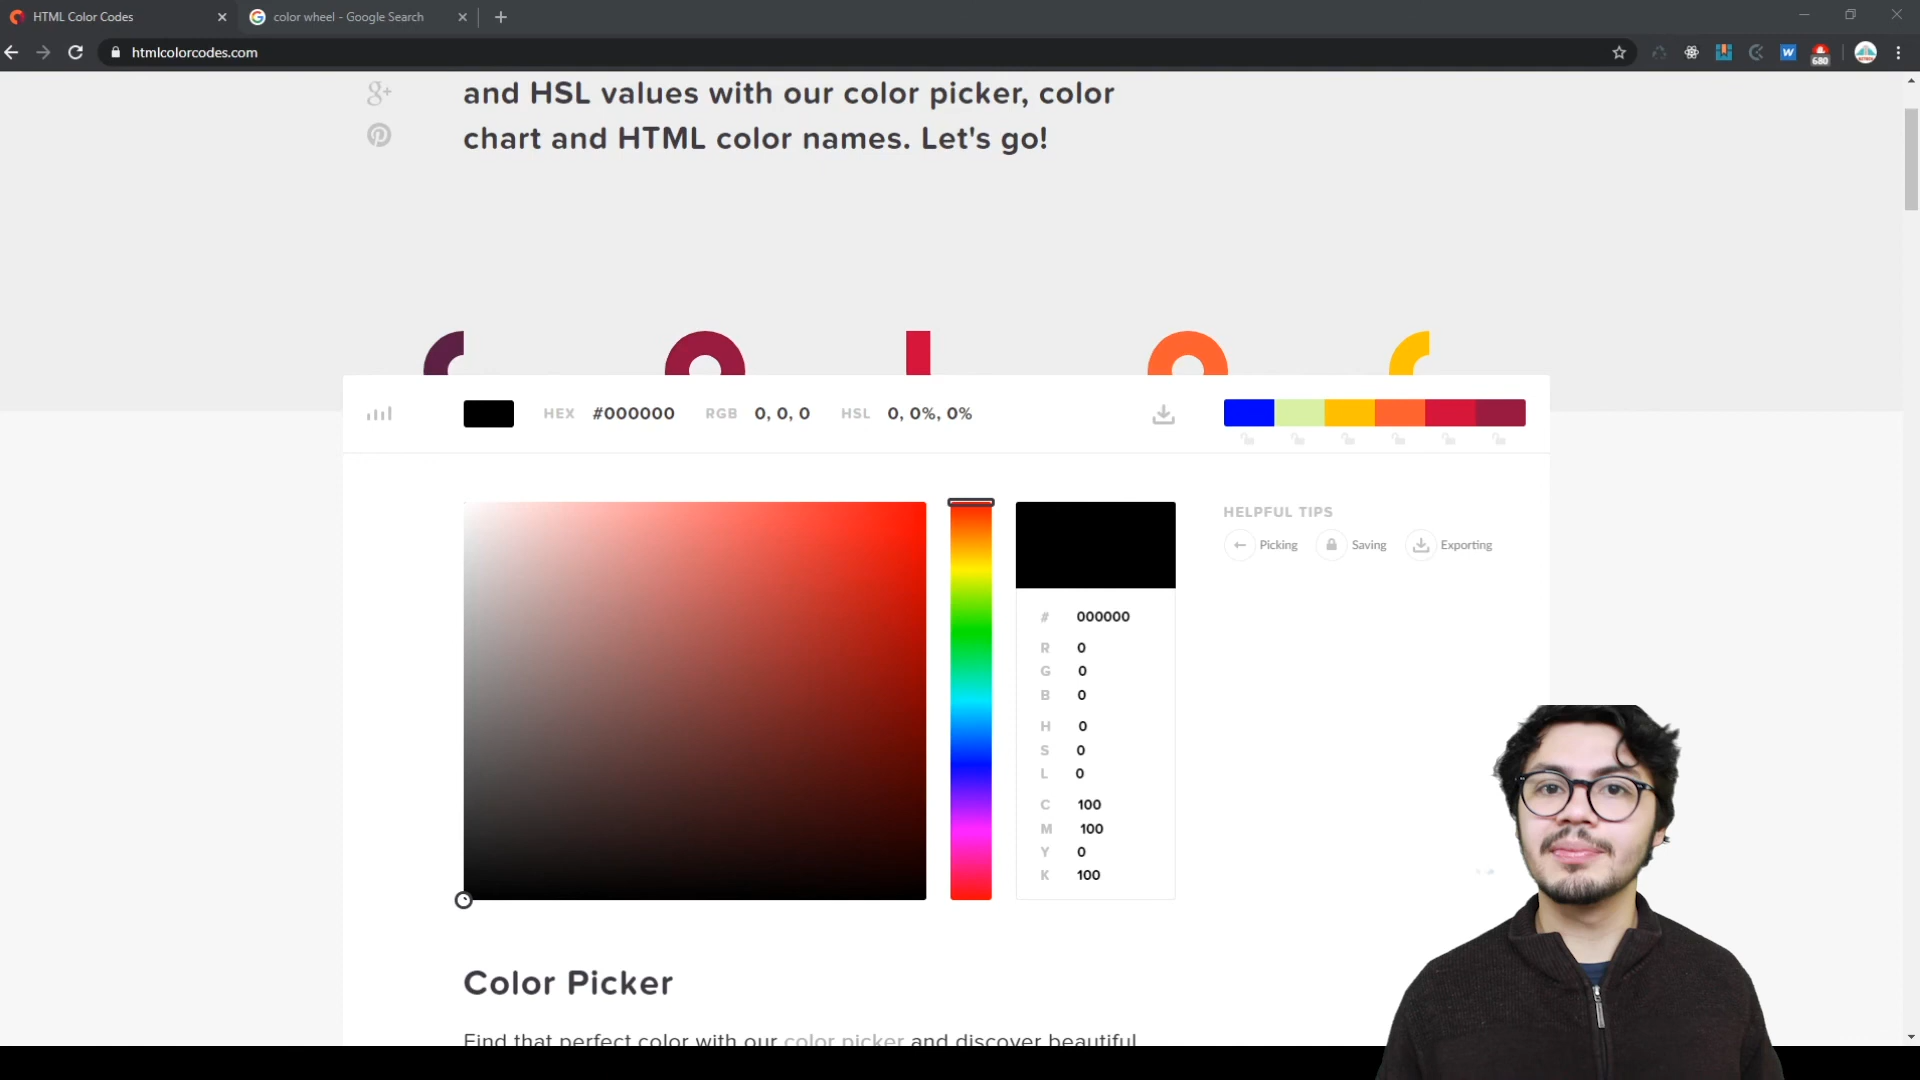 HTML Color Codes
color wheel - Google Search
htmlcolorcodes.com
W
680
g+
and HSL values with our color picker, color
chart and HTML color names. Let's go!
HEX #000000 RGB 0, 0, 0 HSL 0, 0%, 0%
HELPFUL TIPS
Picking Saving Exporting
# 000000
R 0
G 0
B 0
H 0
S 0
L 0
C 100
M 100
Y 0
K 100
Color Picker
Find that perfect color with our color picker and discover beautiful